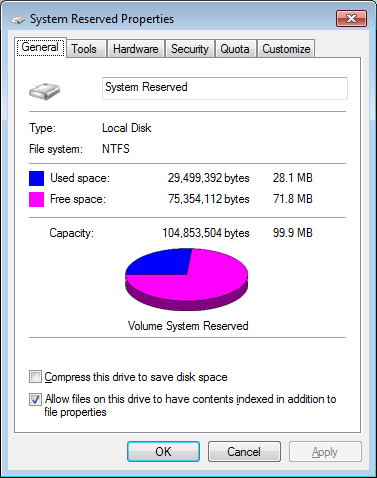 System Reserved Properties
General Tools Hardware Security Quota Customize
System Reserved
Type: Local Disk
File system: NTFS
Used space: 29,499,392 bytes 28.1 MB
Free space: 75,354,112 bytes 71.8 MB
Capacity: 104,853,504 bytes 99.9 MB
Volume System Reserved
Compress this drive to save disk space
Allow files on this drive to have contents indexed in addition to
file properties
OK Cancel Apply